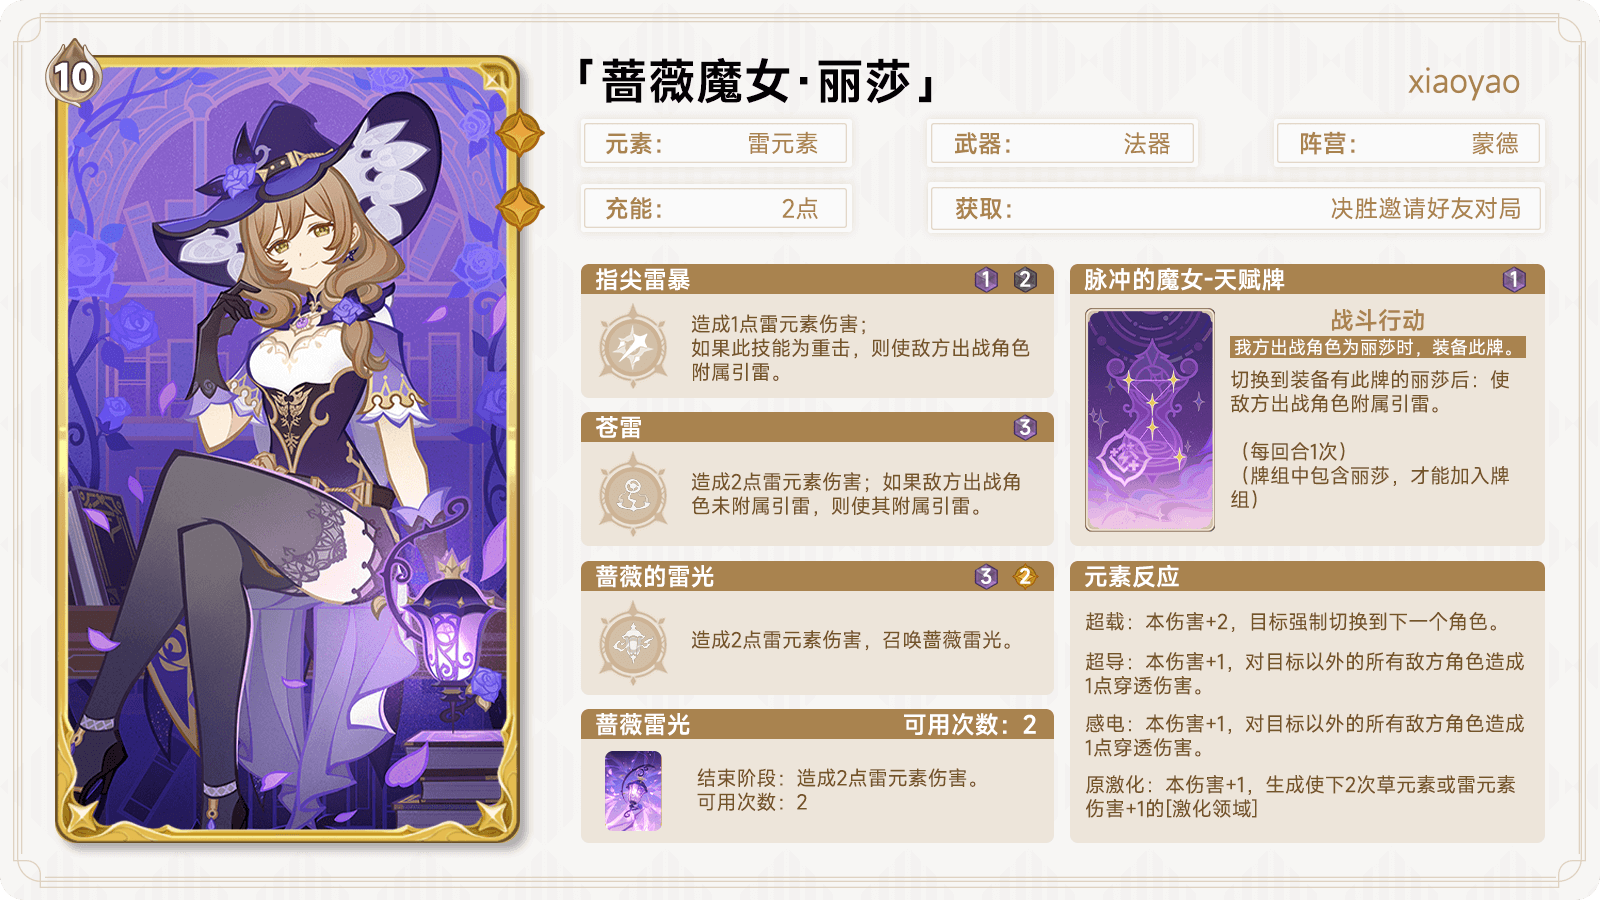 10
「蔷薇魔女·丽莎」
xiaoyao
元素： 雷元素
武器： 法器
阵营： 蒙德
充能： 2点
获取： 决胜邀请好友对局
指尖雷暴 1 2
造成1点雷元素伤害；
如果此技能为重击，则使敌方出战角色
附属引雷。
苍雷 3
造成2点雷元素伤害；如果敌方出战角
色未附属引雷，则使其附属引雷。
蔷薇的雷光 3 2
造成2点雷元素伤害，召唤蔷薇雷光。
蔷薇雷光 可用次数：2
结束阶段：造成2点雷元素伤害。
可用次数：2
脉冲的魔女-天赋牌 1
战斗行动
我方出战角色为丽莎时，装备此牌。
切换到装备有此牌的丽莎后：使
敌方出战角色附属引雷。
（每回合1次）
（牌组中包含丽莎，才能加入牌
组）
元素反应
超载：本伤害+2，目标强制切换到下一个角色。
超导：本伤害+1，对目标以外的所有敌方角色造成
1点穿透伤害。
感电：本伤害+1，对目标以外的所有敌方角色造成
1点穿透伤害。
原激化：本伤害+1，生成使下2次草元素或雷元素
伤害+1的[激化领域]